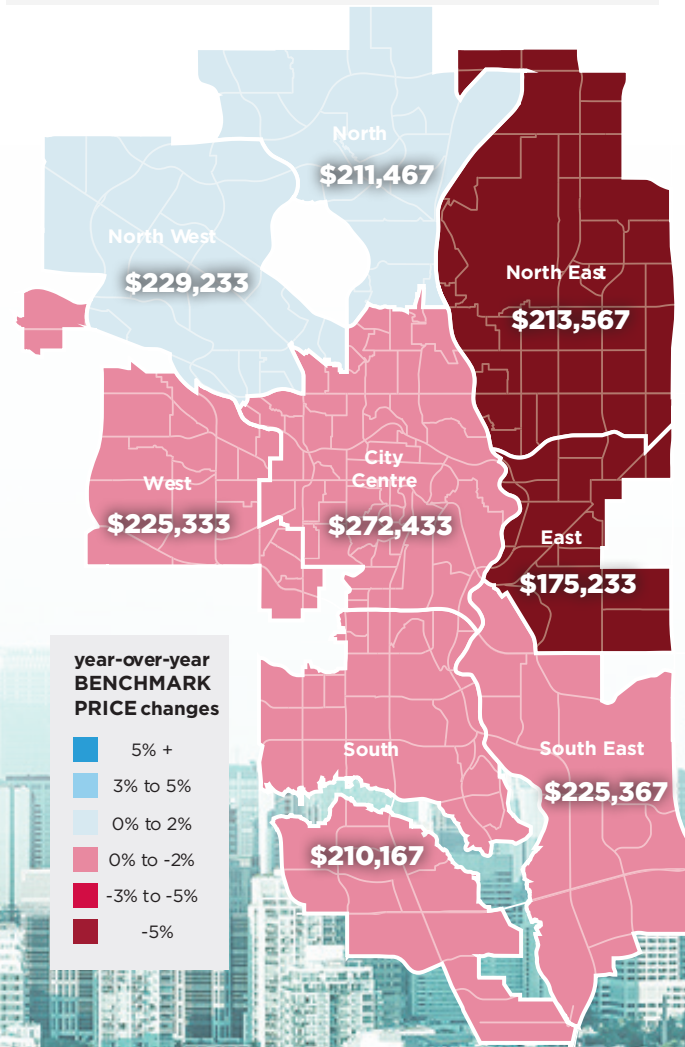 North
$211,467
North West
$229,233
North East
$213,567
City
Centre
$272,433
West
$225,333
East
$175,233
year-over-year
BENCHMARK
PRICE changes
5% +
3% to 5%
0% to 2%
0% to -2%
-3% to -5%
-5%
South
$210,167
South East
$225,367